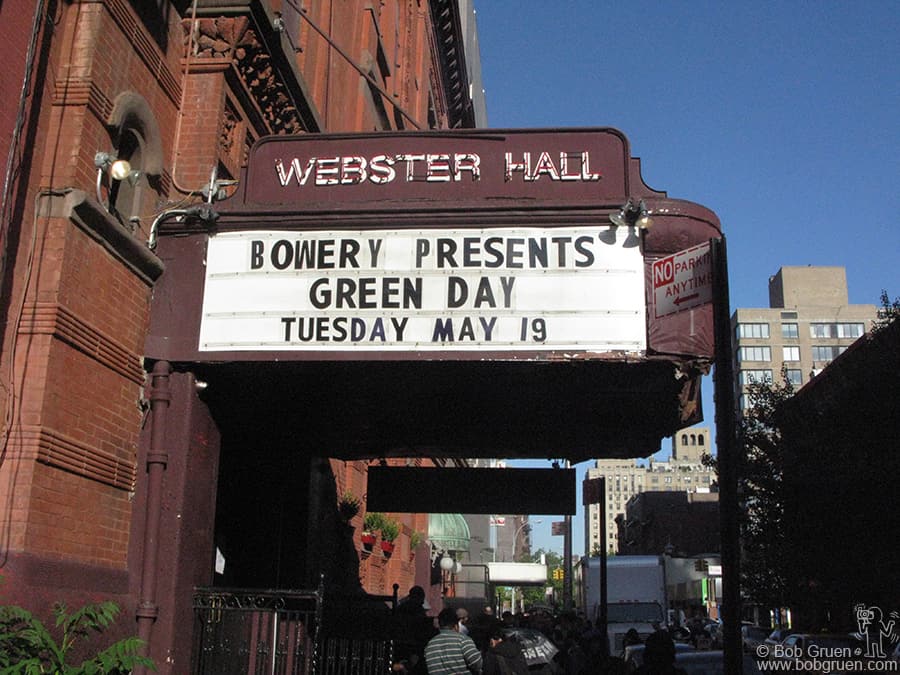 WEBSTER HALL
BOWERY PRESENTS
GREEN DAY
TUESDAY MAY 19
NO PARKING
ANYTIME
© Bob Gruen
www.bobgruen.com